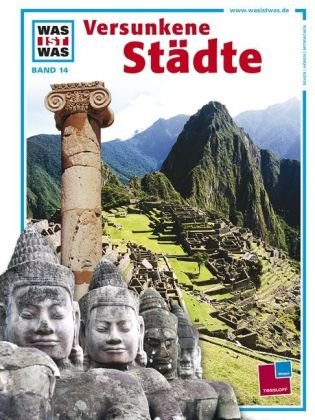 www.wasistwas.de
WAS
IST
WAS
BAND 14
Versunkene
Städte
TESSLOFF